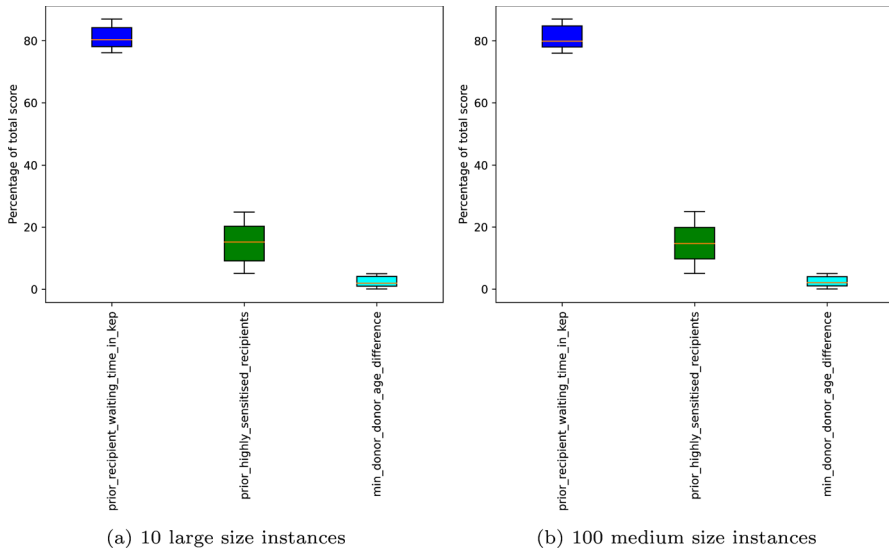 Percentage of total score
80
60
40
20
0
prior_recipient_waiting_time_in_kep
prior_highly_sensitised_recipients
min_donor_donor_age_difference
(a) 10 large size instances
Percentage of total score
80
60
40
20
0
prior_recipient_waiting_time_in_kep
prior_highly_sensitised_recipients
min_donor_donor_age_difference
(b) 100 medium size instances